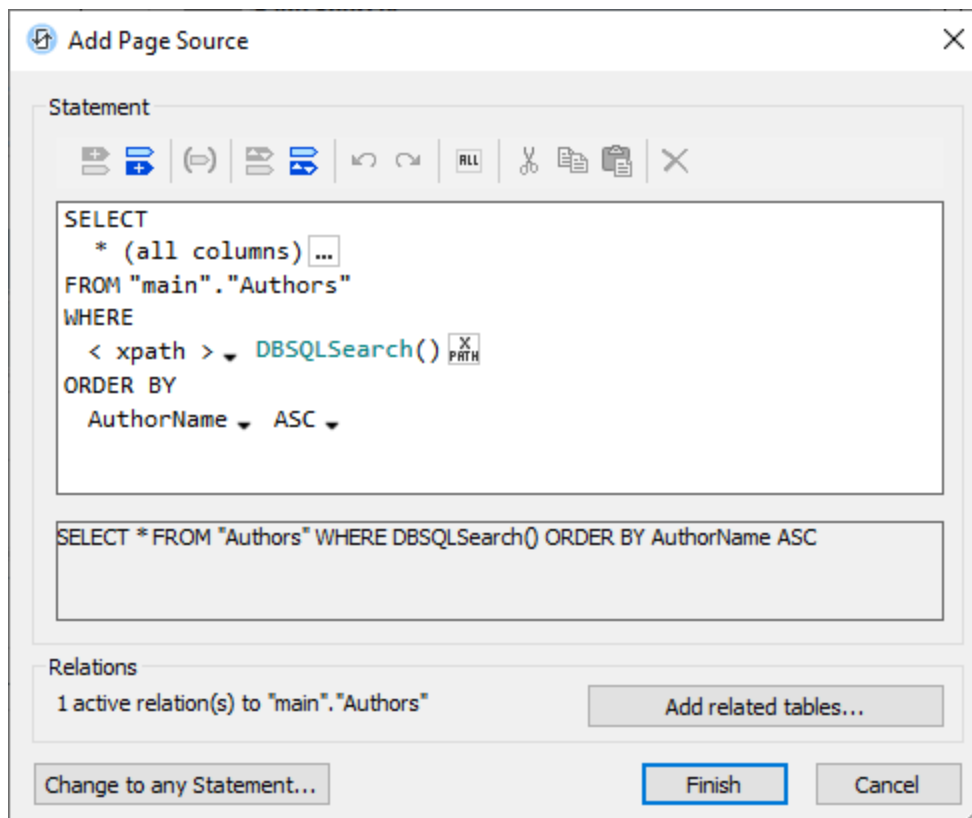 Add Page Source
Statement
ALL
SELECT
* (all columns) ...
FROM "main"."Authors"
WHERE
< xpath > DBSQLSearch() X PATH
ORDER BY
AuthorName ASC
SELECT * FROM "Authors" WHERE DBSQLSearch() ORDER BY AuthorName ASC
Relations
1 active relation(s) to "main"."Authors"
Add related tables...
Change to any Statement...
Finish
Cancel